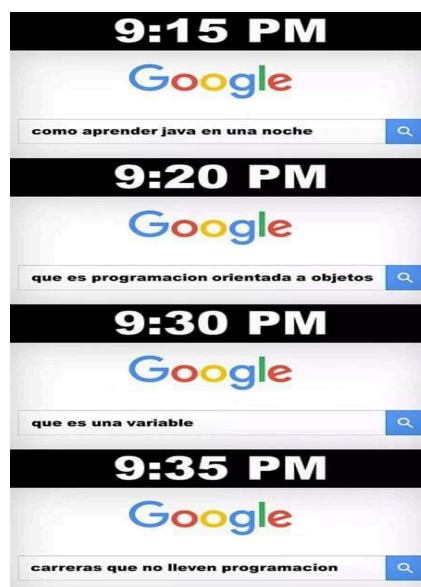 9:15 PM
Google
como aprender java en una noche
9:20 PM
Google
que es programacion orientada a objetos
9:30 PM
Google
que es una variable
9:35 PM
Google
carreras que no lleven programacion